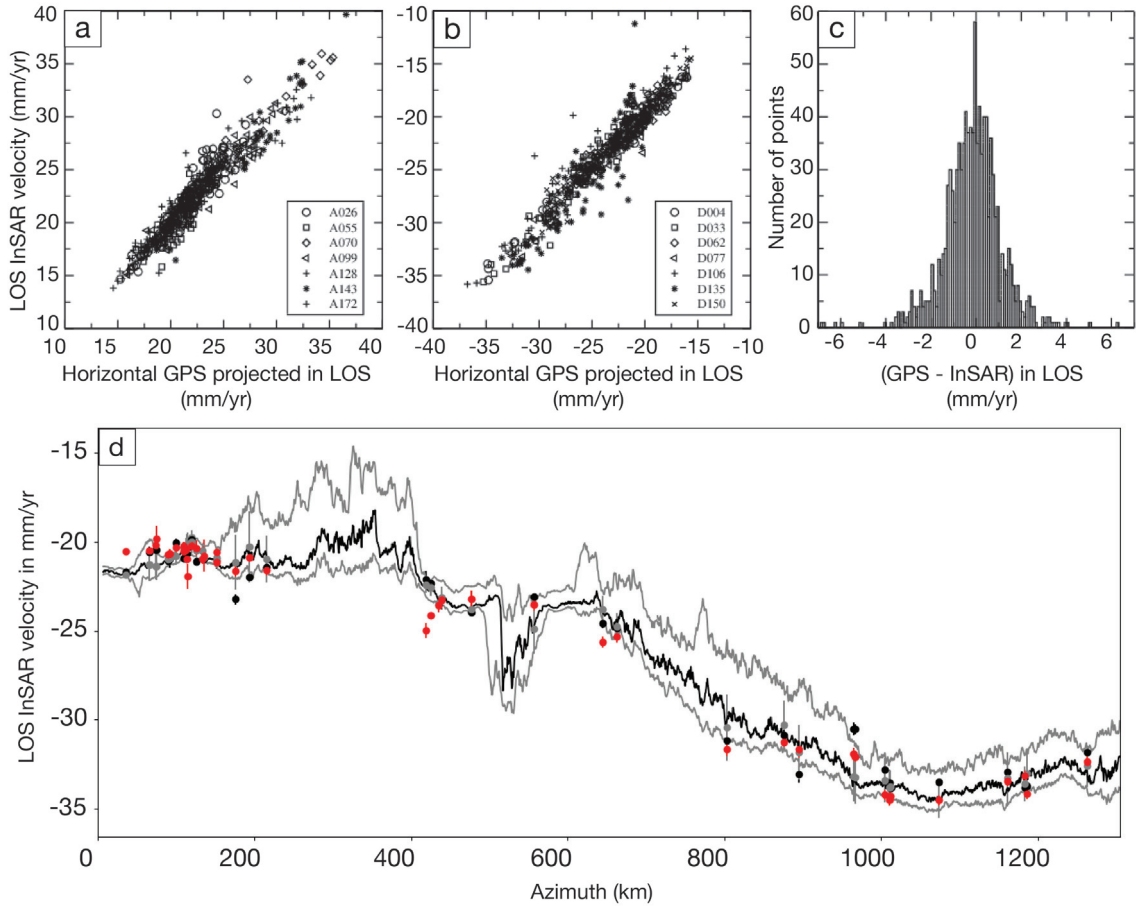 a
LOS InSAR velocity (mm/yr)
40
35
30
25
20
15
10
A026
A055
A070
A099
A128
A143
A172
11 15 20 25 30 35 40
Horizontal GPS projected in LOS
(mm/yr)
b
-10
-15
-20
-25
-30
-35
-40
D004
D033
D062
D077
D106
D135
D150
-40 -35 -30 -25 -20 -15 -10
Horizontal GPS projected in LOS
(mm/yr)
c
Number of points
60
50
40
30
20
10
0
-6 -4 -2 0 2 4 6
(GPS - InSAR) in LOS
(mm/yr)
d
LOS InSAR velocity in mm/yr
-15
-20
-25
-30
-35
0 200 400 600 800 1000 1200
Azimuth (km)